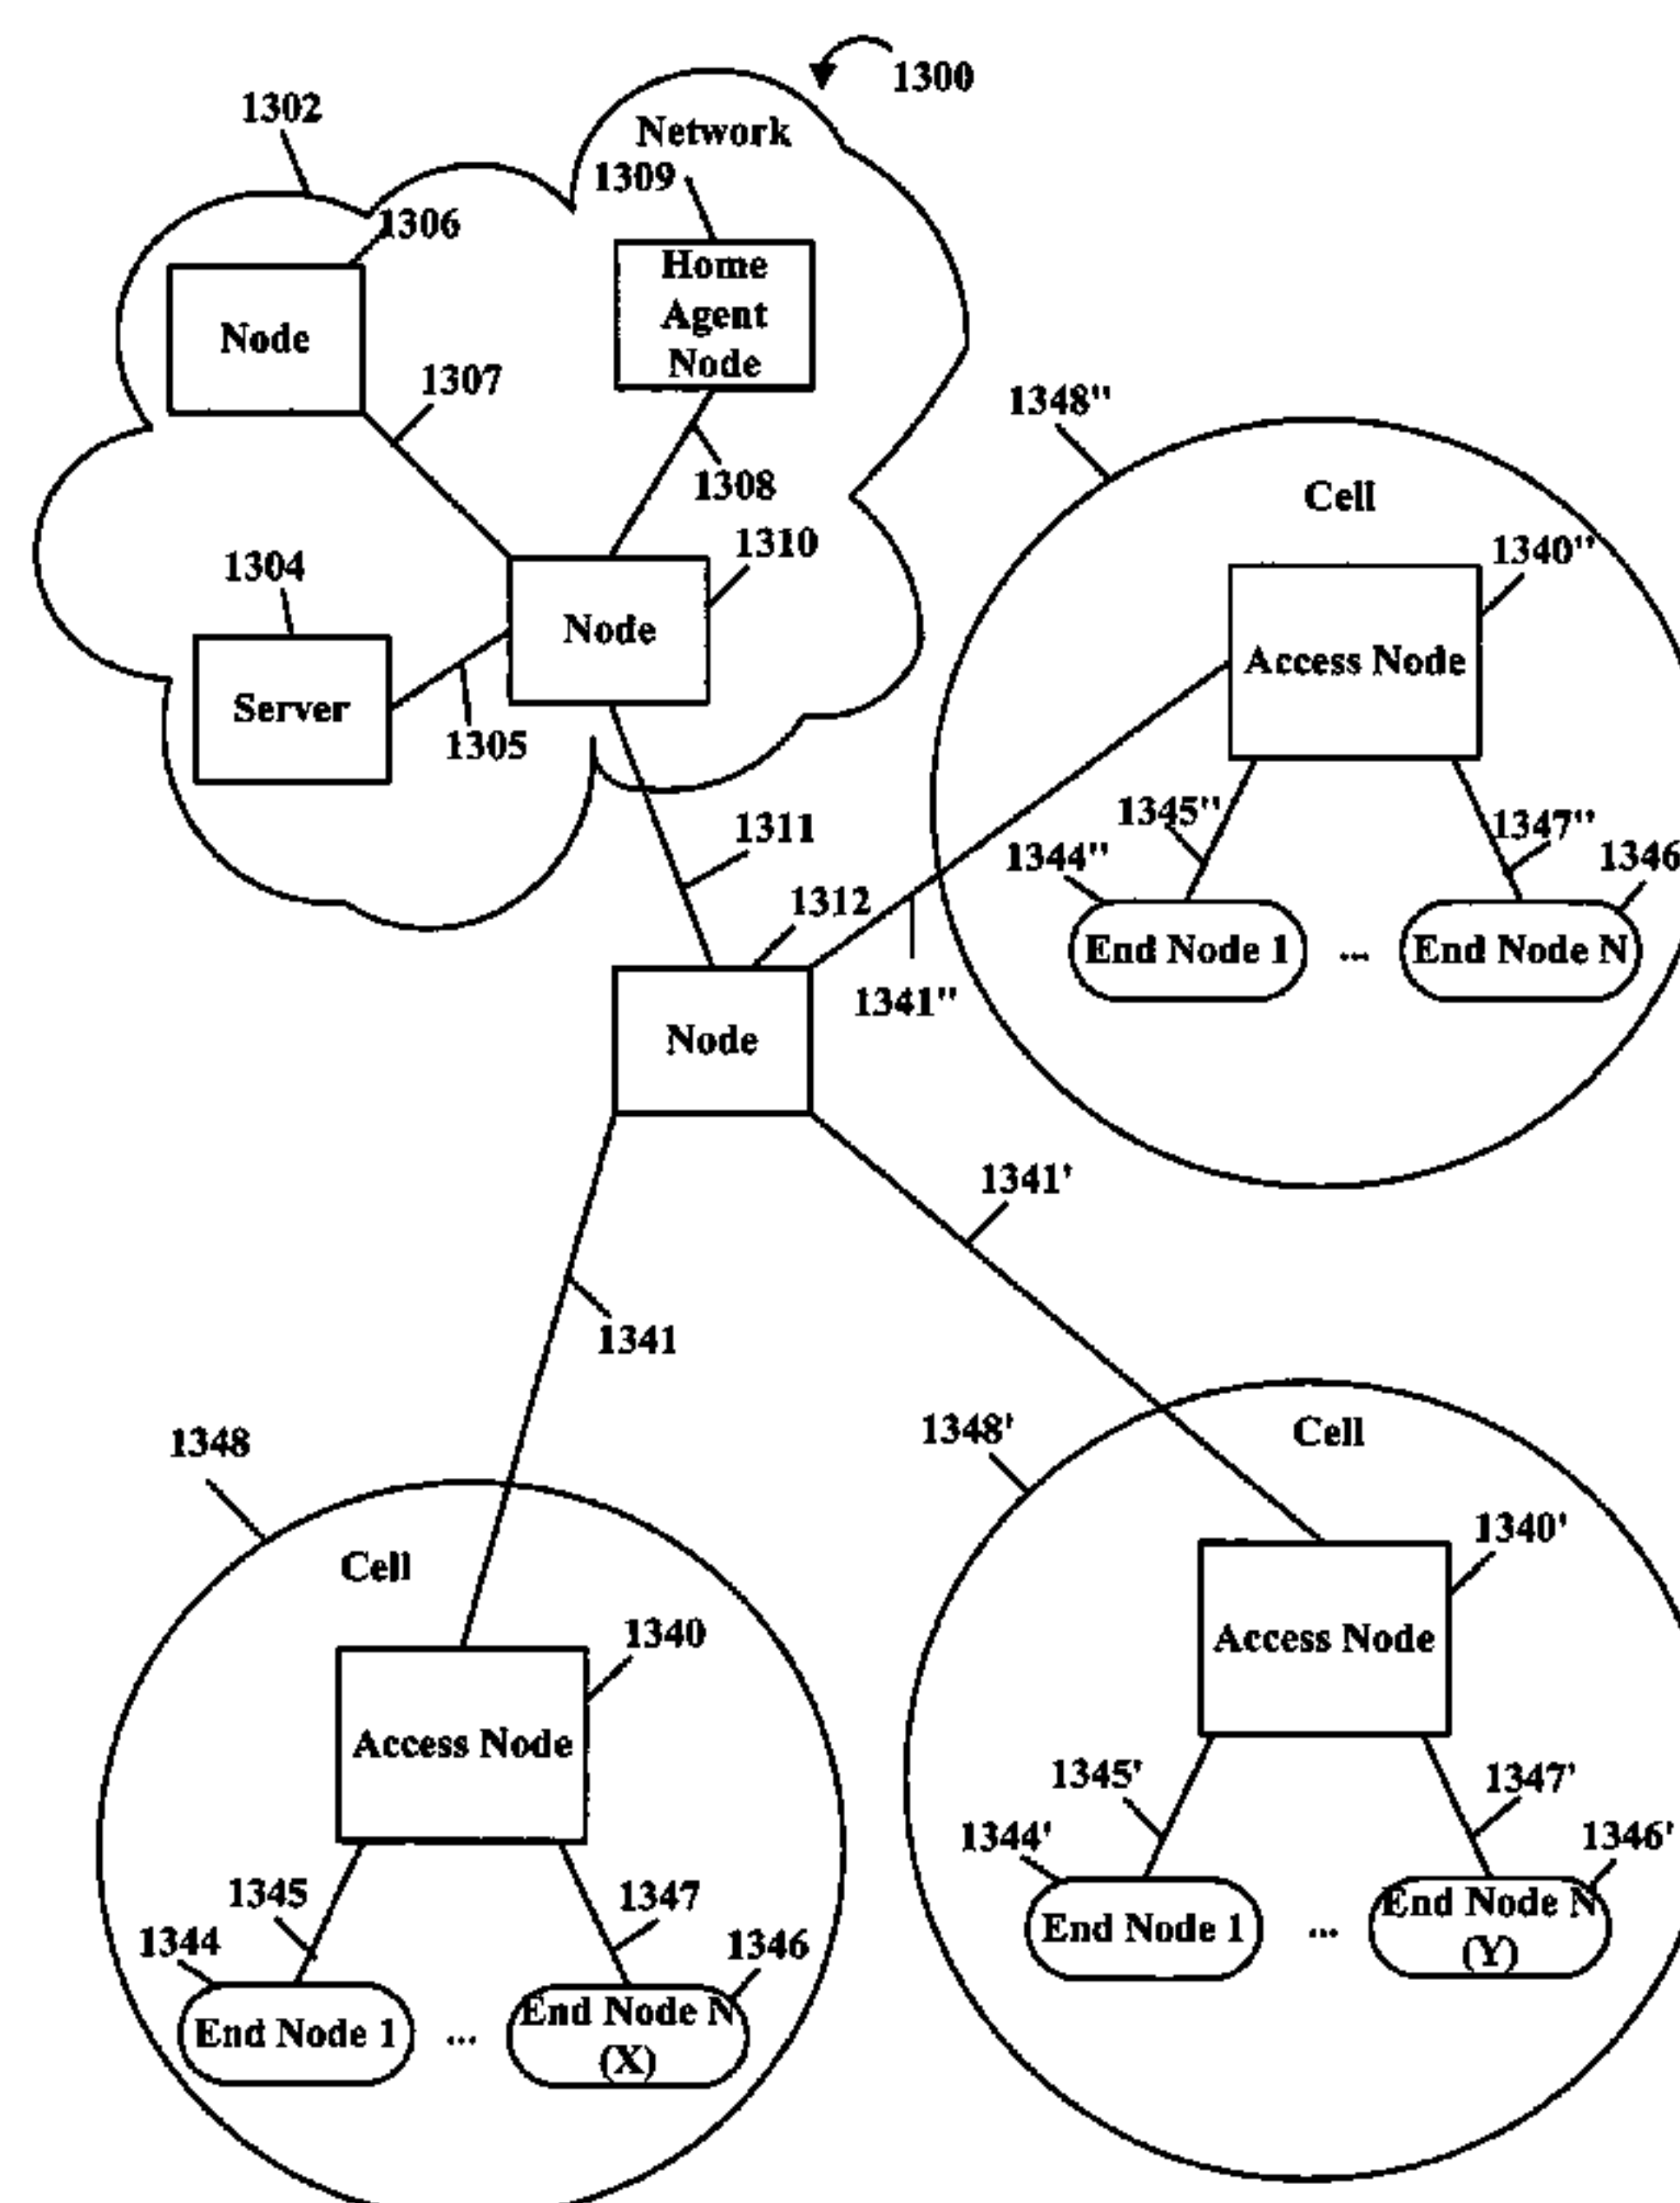 1300
1302
Network
1309
1306
Home
Agent
Node
Node
1307
1308
1310
1304
Node
Server
1305
1311
1312
Node
1348"
Cell
1340"
Access Node
1345"
1347"
1344"
1346
End Node 1
...
End Node N
1341"
1341'
1341
1348
Cell
1340
Access Node
1345
1347
1344
1346
End Node 1
...
End Node N
(X)
1348'
Cell
1340'
Access Node
1345'
1347'
1344'
1346'
End Node 1
...
End Node N
(Y)